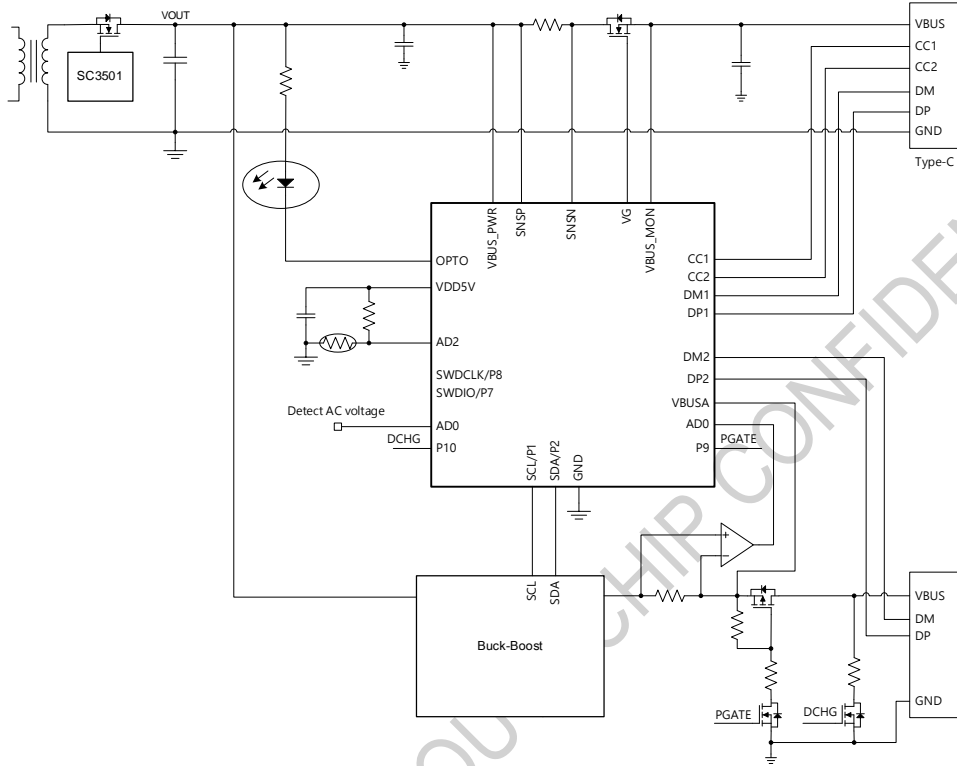 VOUT
SC3501
VBUS
CC1
CC2
DM
DP
GND
Type-C
VBUS_PWR
SNSP
SNSN
VG
VBUS_MON
OPTO
VDD5V
AD2
SWDCLK/P8
SWDIO/P7
AD0
P10
Detect AC voltage
DCHG
CC1
CC2
DM1
DP1
DM2
DP2
VBUSA
AD0
P9
PGATE
SCL/P1
SDA/P2
GND
SCL
SDA
Buck-Boost
+
−
VBUS
DM
DP
GND
PGATE
DCHG
CHIP CONFIDEN